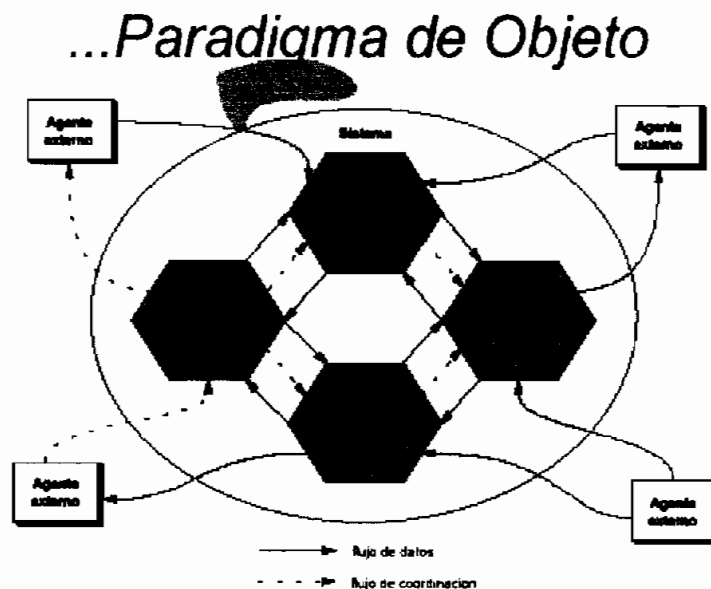 ...Paradigma de Objeto
Agente
externo
Sistema
Agente
externo
Agente
externo
Agente
externo
flujo de datos
flujo de coordinacion